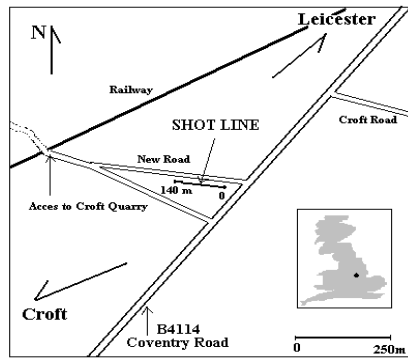 Leicester
N
Railway
SHOT LINE
Croft Road
New Road
140 m
0
Acces to Croft Quarry
Croft
B4114
Coventry Road
0
250m